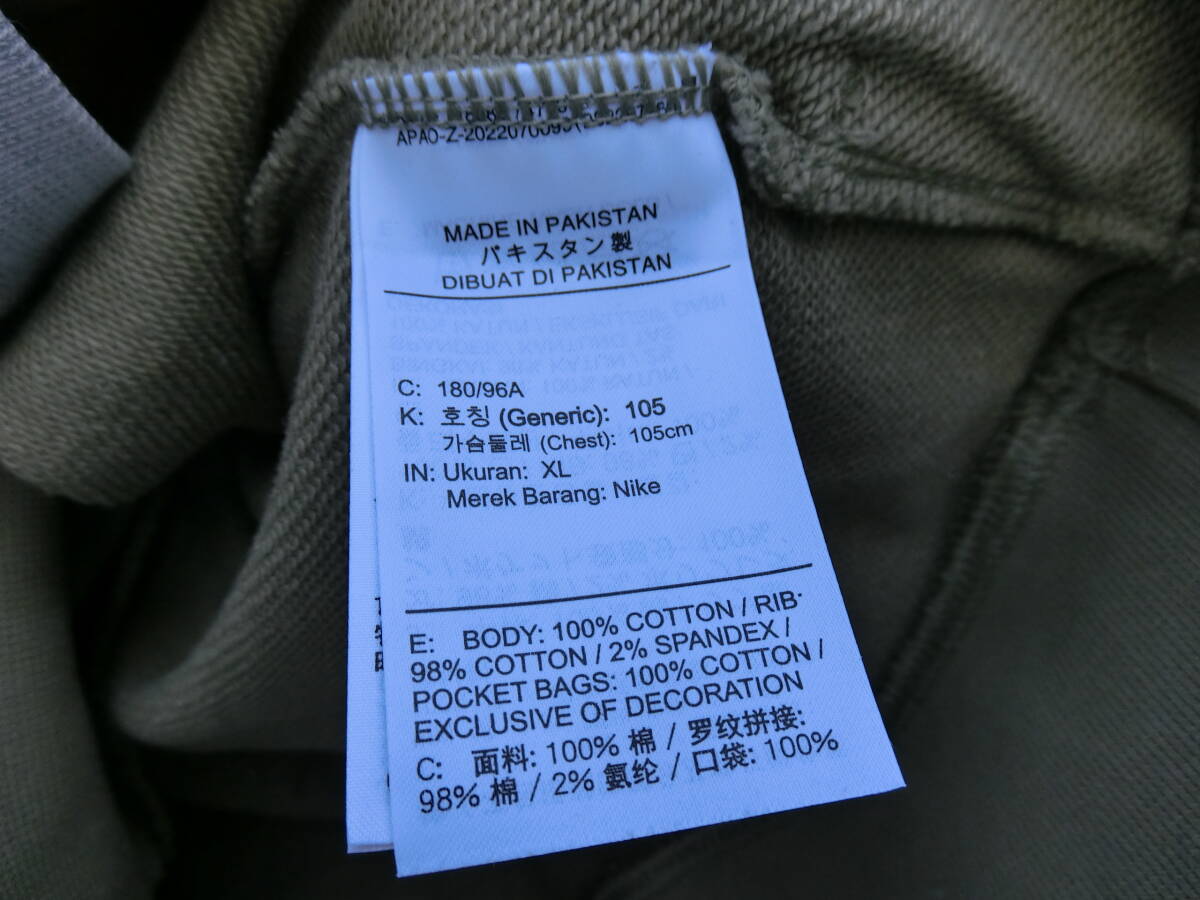 MADE IN PAKISTAN
パキスタン製
DIBUAT DI PAKISTAN
C: 180/96A
K: 호칭 (Generic): 105
가슴둘레 (Chest): 105cm
IN: Ukuran: XL
Merek Barang: Nike
E: BODY: 100% COTTON / RIB:
98% COTTON / 2% SPANDEX /
POCKET BAGS: 100% COTTON /
EXCLUSIVE OF DECORATION
C: 面料: 100% 棉 / 罗纹拼接:
98% 棉 / 2% 氨纶 / 口袋: 100%